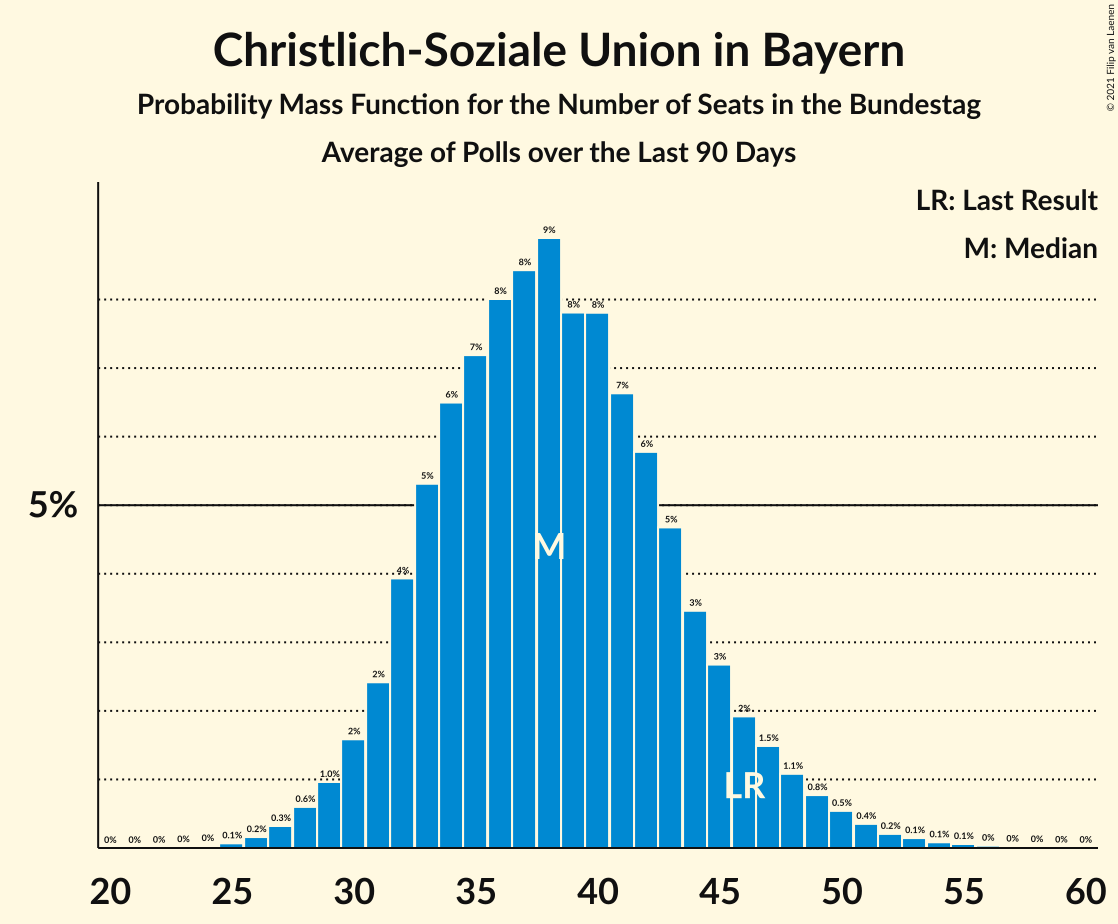 Christlich-Soziale Union in Bayern
Probability Mass Function for the Number of Seats in the Bundestag
Average of Polls over the Last 90 Days
© 2021 Filip van Laenen
LR: Last Result
M: Median
5%
0% 0% 0% 0% 0% 0.1% 0.2% 0.3% 0.6% 1.0% 2% 2% 4% 5% 6% 7% 8% 8% 9% 8% 8% 7% 6% 5% 3% 3% 2% 1.5% 1.1% 0.8% 0.5% 0.4% 0.2% 0.1% 0.1% 0.1% 0% 0% 0% 0% 0%
M
LR
20 25 30 35 40 45 50 55 60